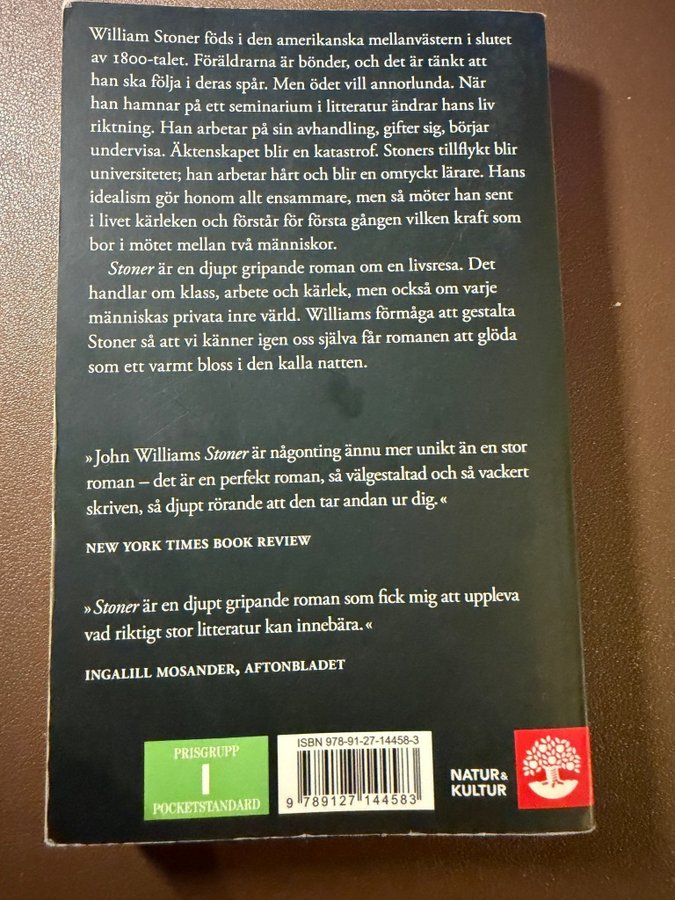 William Stoner föds i den amerikanska mellanvästern i slutet
av 1800-talet. Föräldrarna är bönder, och det är tänkt att
han ska följa i deras spår. Men ödet vill annorlunda. När
han hamnar på ett seminarium i litteratur ändrar hans liv
riktning. Han arbetar på sin avhandling, gifter sig, börjar
undervisa. Äktenskapet blir en katastrof. Stoners tillflykt blir
universitetet; han arbetar hårt och blir en omtyckt lärare. Hans
idealism gör honom allt ensammare, men så möter han sent
i livet kärleken och förstår för första gången vilken kraft som
bor i mötet mellan två människor.
Stoner är en djupt gripande roman om en livsresa. Det
handlar om klass, arbete och kärlek, men också om varje
människas privata inre värld. Williams förmåga att gestalta
Stoner så att vi känner igen oss själva får romanen att glöda
som ett varmt bloss i den kalla natten.
»John Williams Stoner är någonting ännu mer unikt än en stor
roman – det är en perfekt roman, så välgestaltad och så vackert
skriven, så djupt rörande att den tar andan ur dig.«
NEW YORK TIMES BOOK REVIEW
»Stoner är en djupt gripande roman som fick mig att uppleva
vad riktigt stor litteratur kan innebära.«
INGALILL MOSANDER, AFTONBLADET
PRISGRUPP
I
POCKETSTANDARD
ISBN 978-91-27-14458-3
9 789127 144583
NATUR &
KULTUR